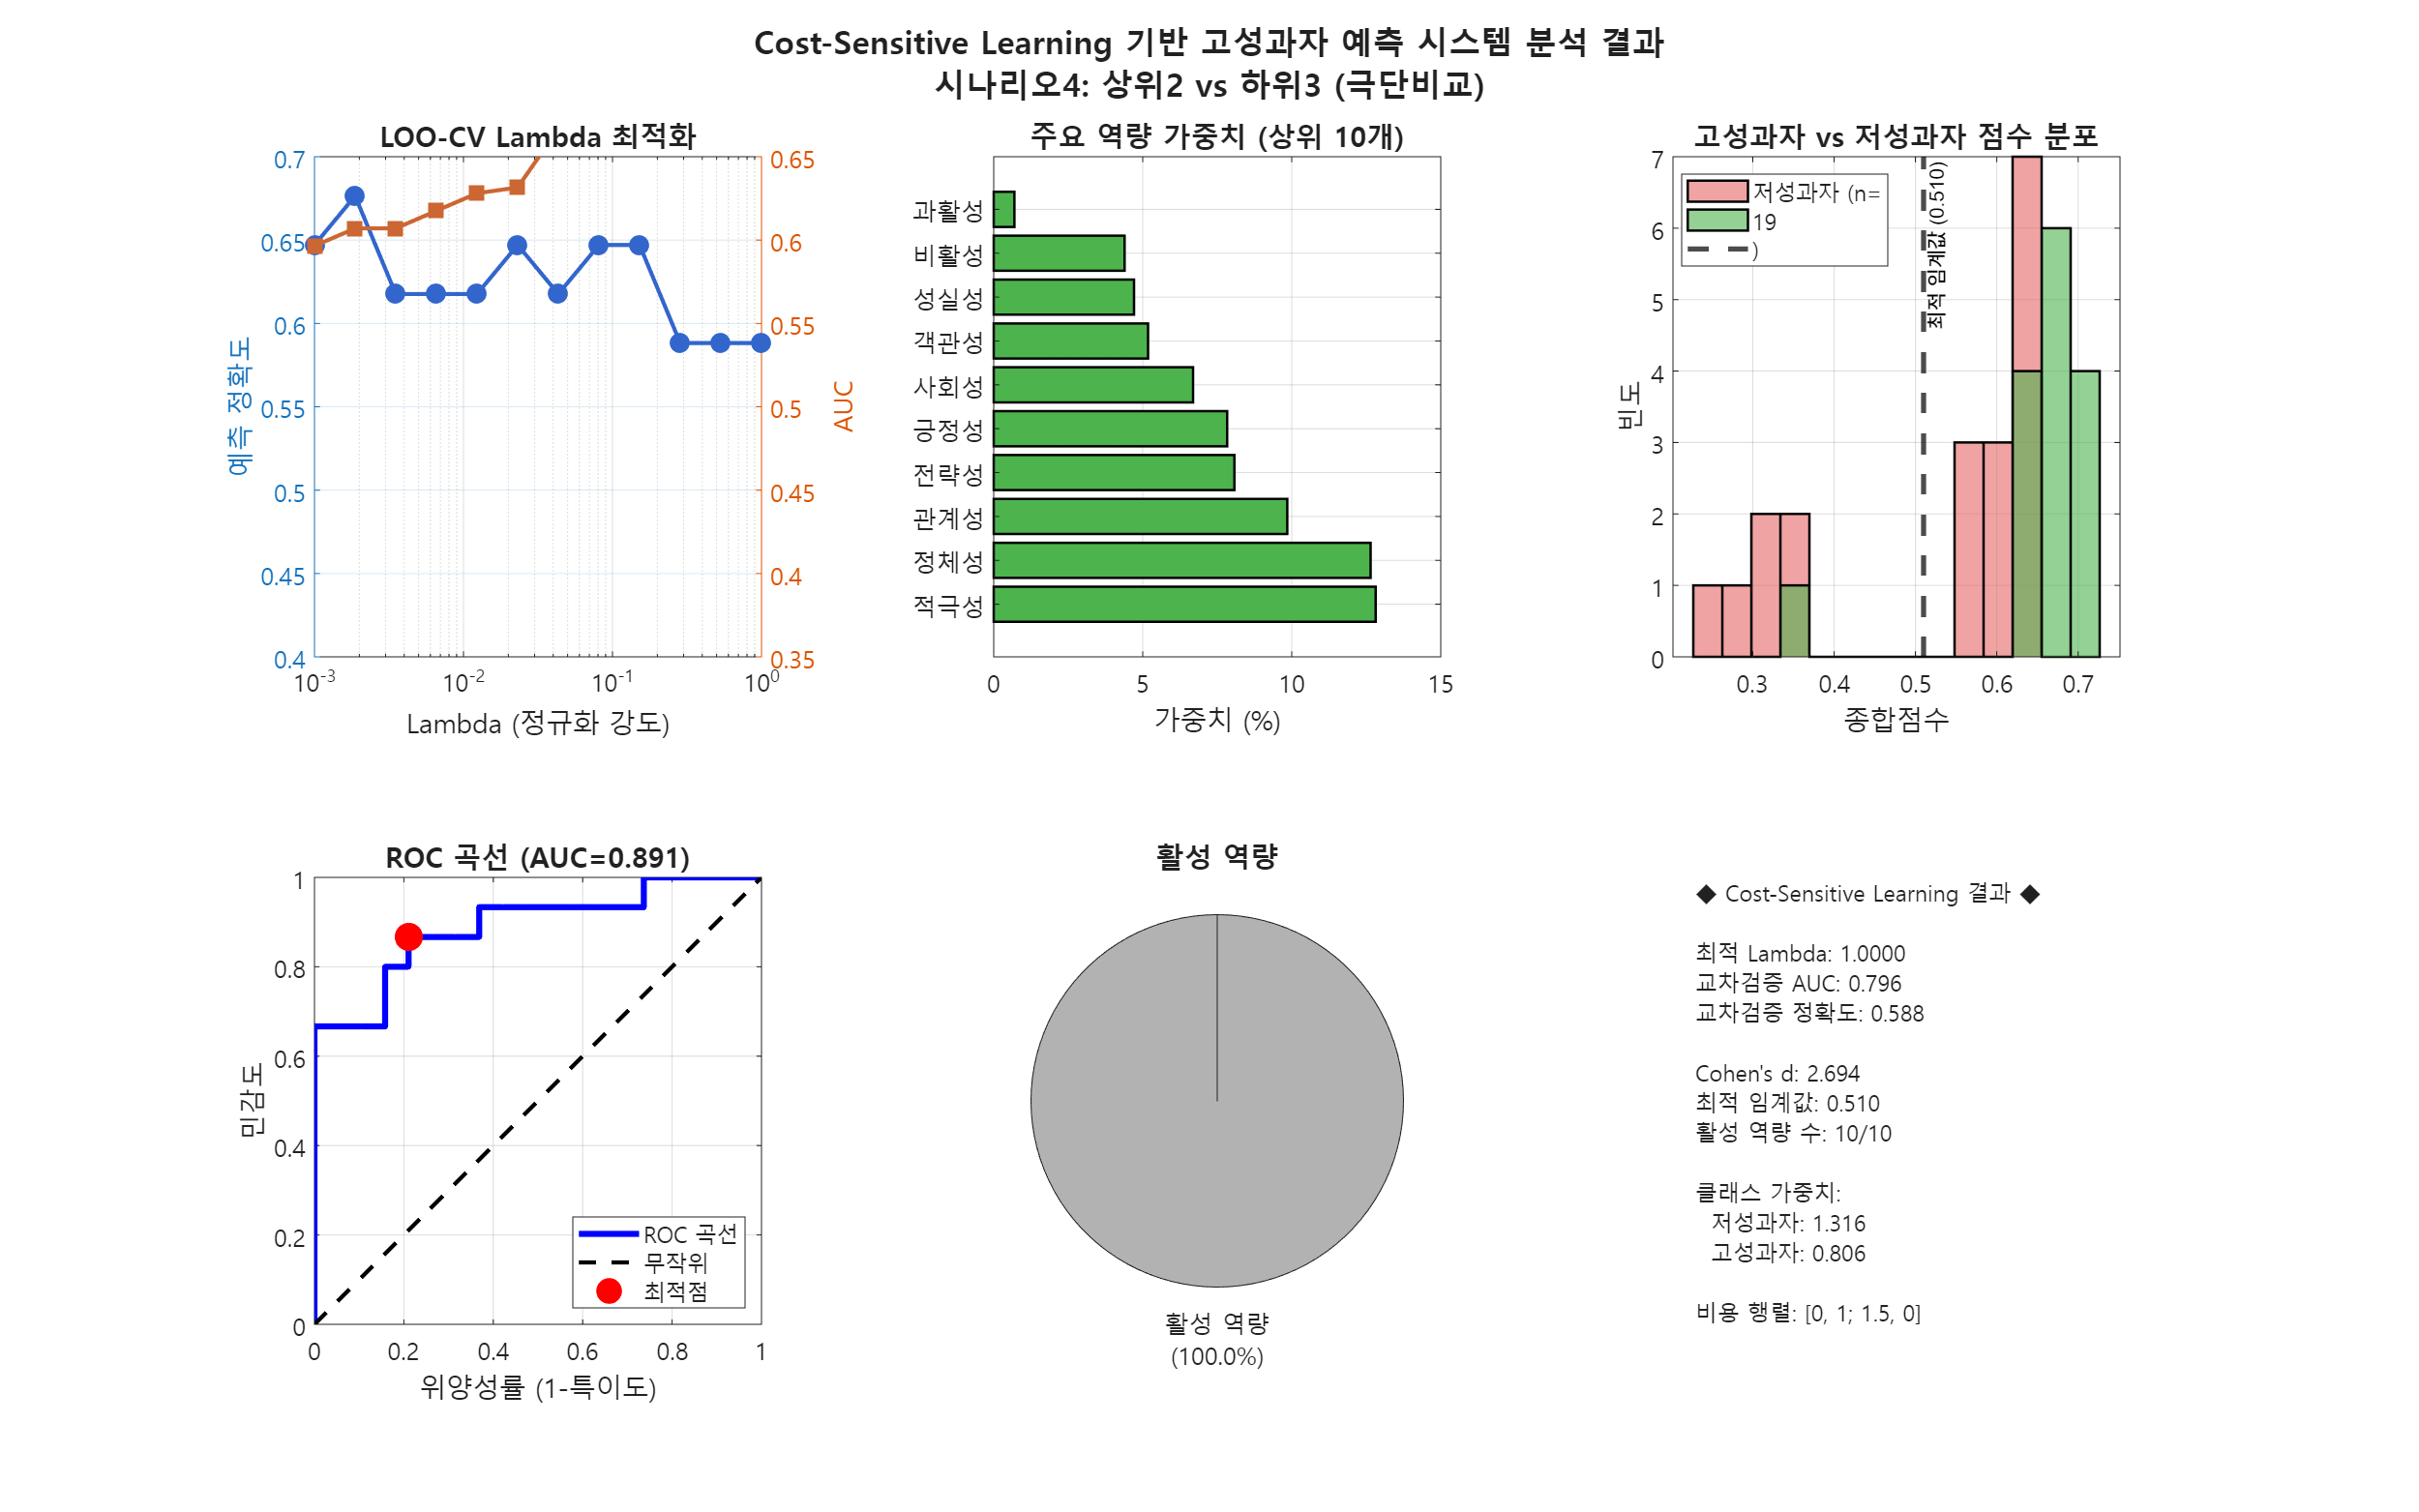 Cost-Sensitive Learning 기반 고성과자 예측 시스템 분석 결과
시나리오4: 상위2 vs 하위3 (극단비교)
LOO-CV Lambda 최적화
0.7
0.65
0.6
0.55
0.5
0.45
0.4
예측 정확도
0.65
0.6
0.55
0.5
0.45
0.4
0.35
AUC
10^-3
10^-2
10^-1
10^0
Lambda (정규화 강도)
주요 역량 가중치 (상위 10개)
과활성
비활성
성실성
객관성
사회성
긍정성
전략성
관계성
정체성
적극성
0
5
10
15
가중치 (%)
고성과자 vs 저성과자 점수 분포
저성과자 (n=
19
)
최적 임계값 (0.510)
7
6
5
4
3
2
1
0
빈도
0.3
0.4
0.5
0.6
0.7
종합점수
ROC 곡선 (AUC=0.891)
1
0.8
0.6
0.4
0.2
0
민감도
ROC 곡선
무작위
최적점
0
0.2
0.4
0.6
0.8
1
위양성률 (1-특이도)
활성 역량
활성 역량
(100.0%)
◆ Cost-Sensitive Learning 결과 ◆
최적 Lambda: 1.0000
교차검증 AUC: 0.796
교차검증 정확도: 0.588
Cohen's d: 2.694
최적 임계값: 0.510
활성 역량 수: 10/10
클래스 가중치:
저성과자: 1.316
고성과자: 0.806
비용 행렬: [0, 1; 1.5, 0]